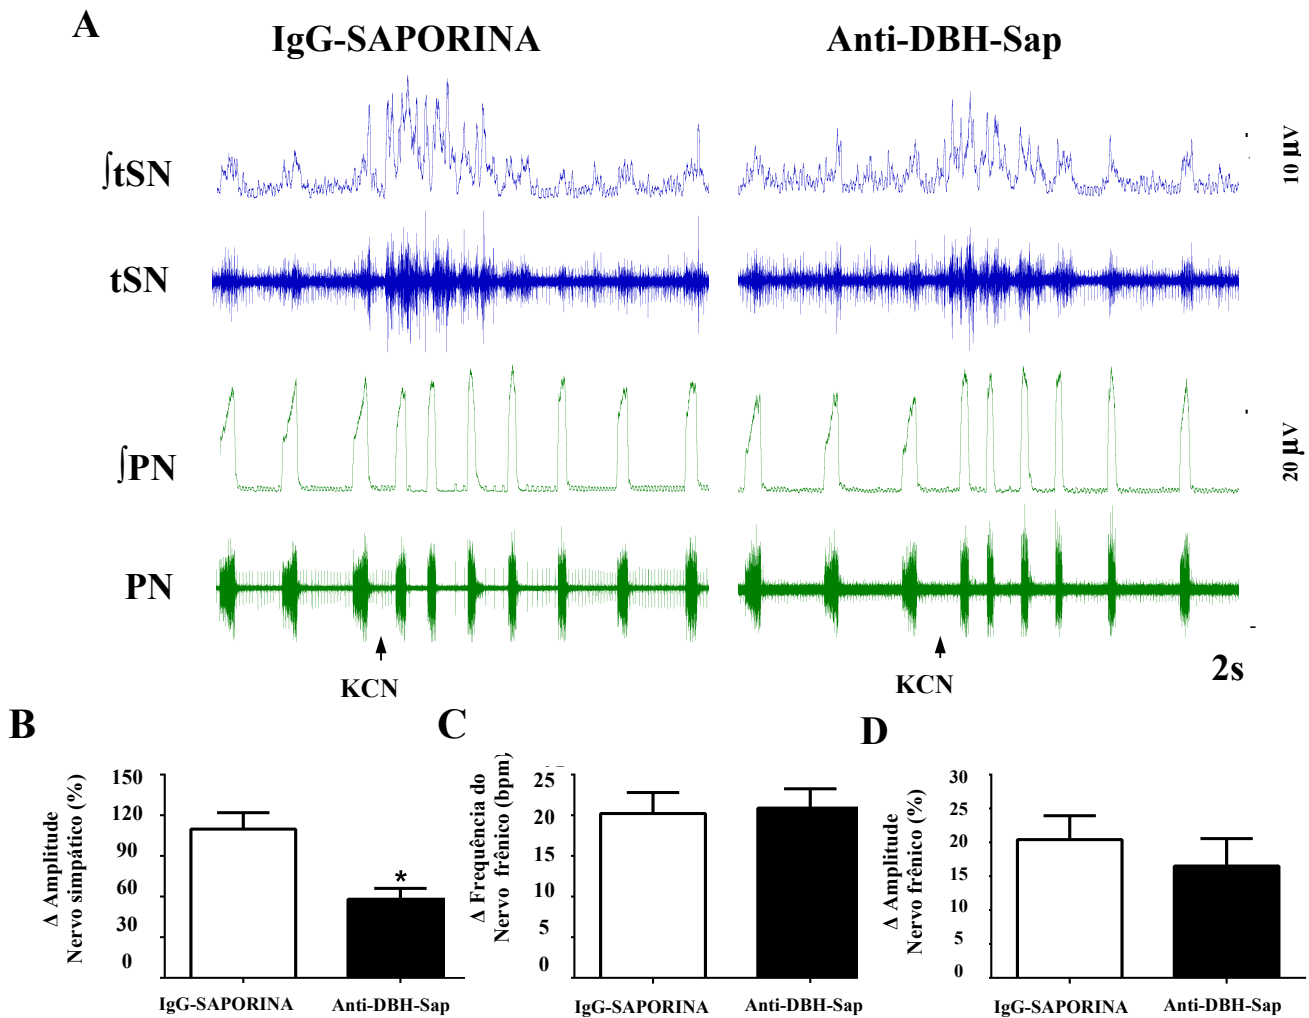 A
IgG-SAPORINA
Anti-DBH-Sap
∫tSN
10 µV
tSN
∫PN
20 µV
PN
KCN
KCN
2s
B
Δ Amplitude
Nervo simpático (%)
150
120
90
60
30
0
*
IgG-SAPORINA
Anti-DBH-Sap
C
Δ Frequência do
Nervo frênico (bpm)
25
20
15
10
5
0
IgG-SAPORINA
Anti-DBH-Sap
D
Δ Amplitude
Nervo frênico (%)
30
25
20
15
10
5
0
IgG-SAPORINA
Anti-DBH-Sap